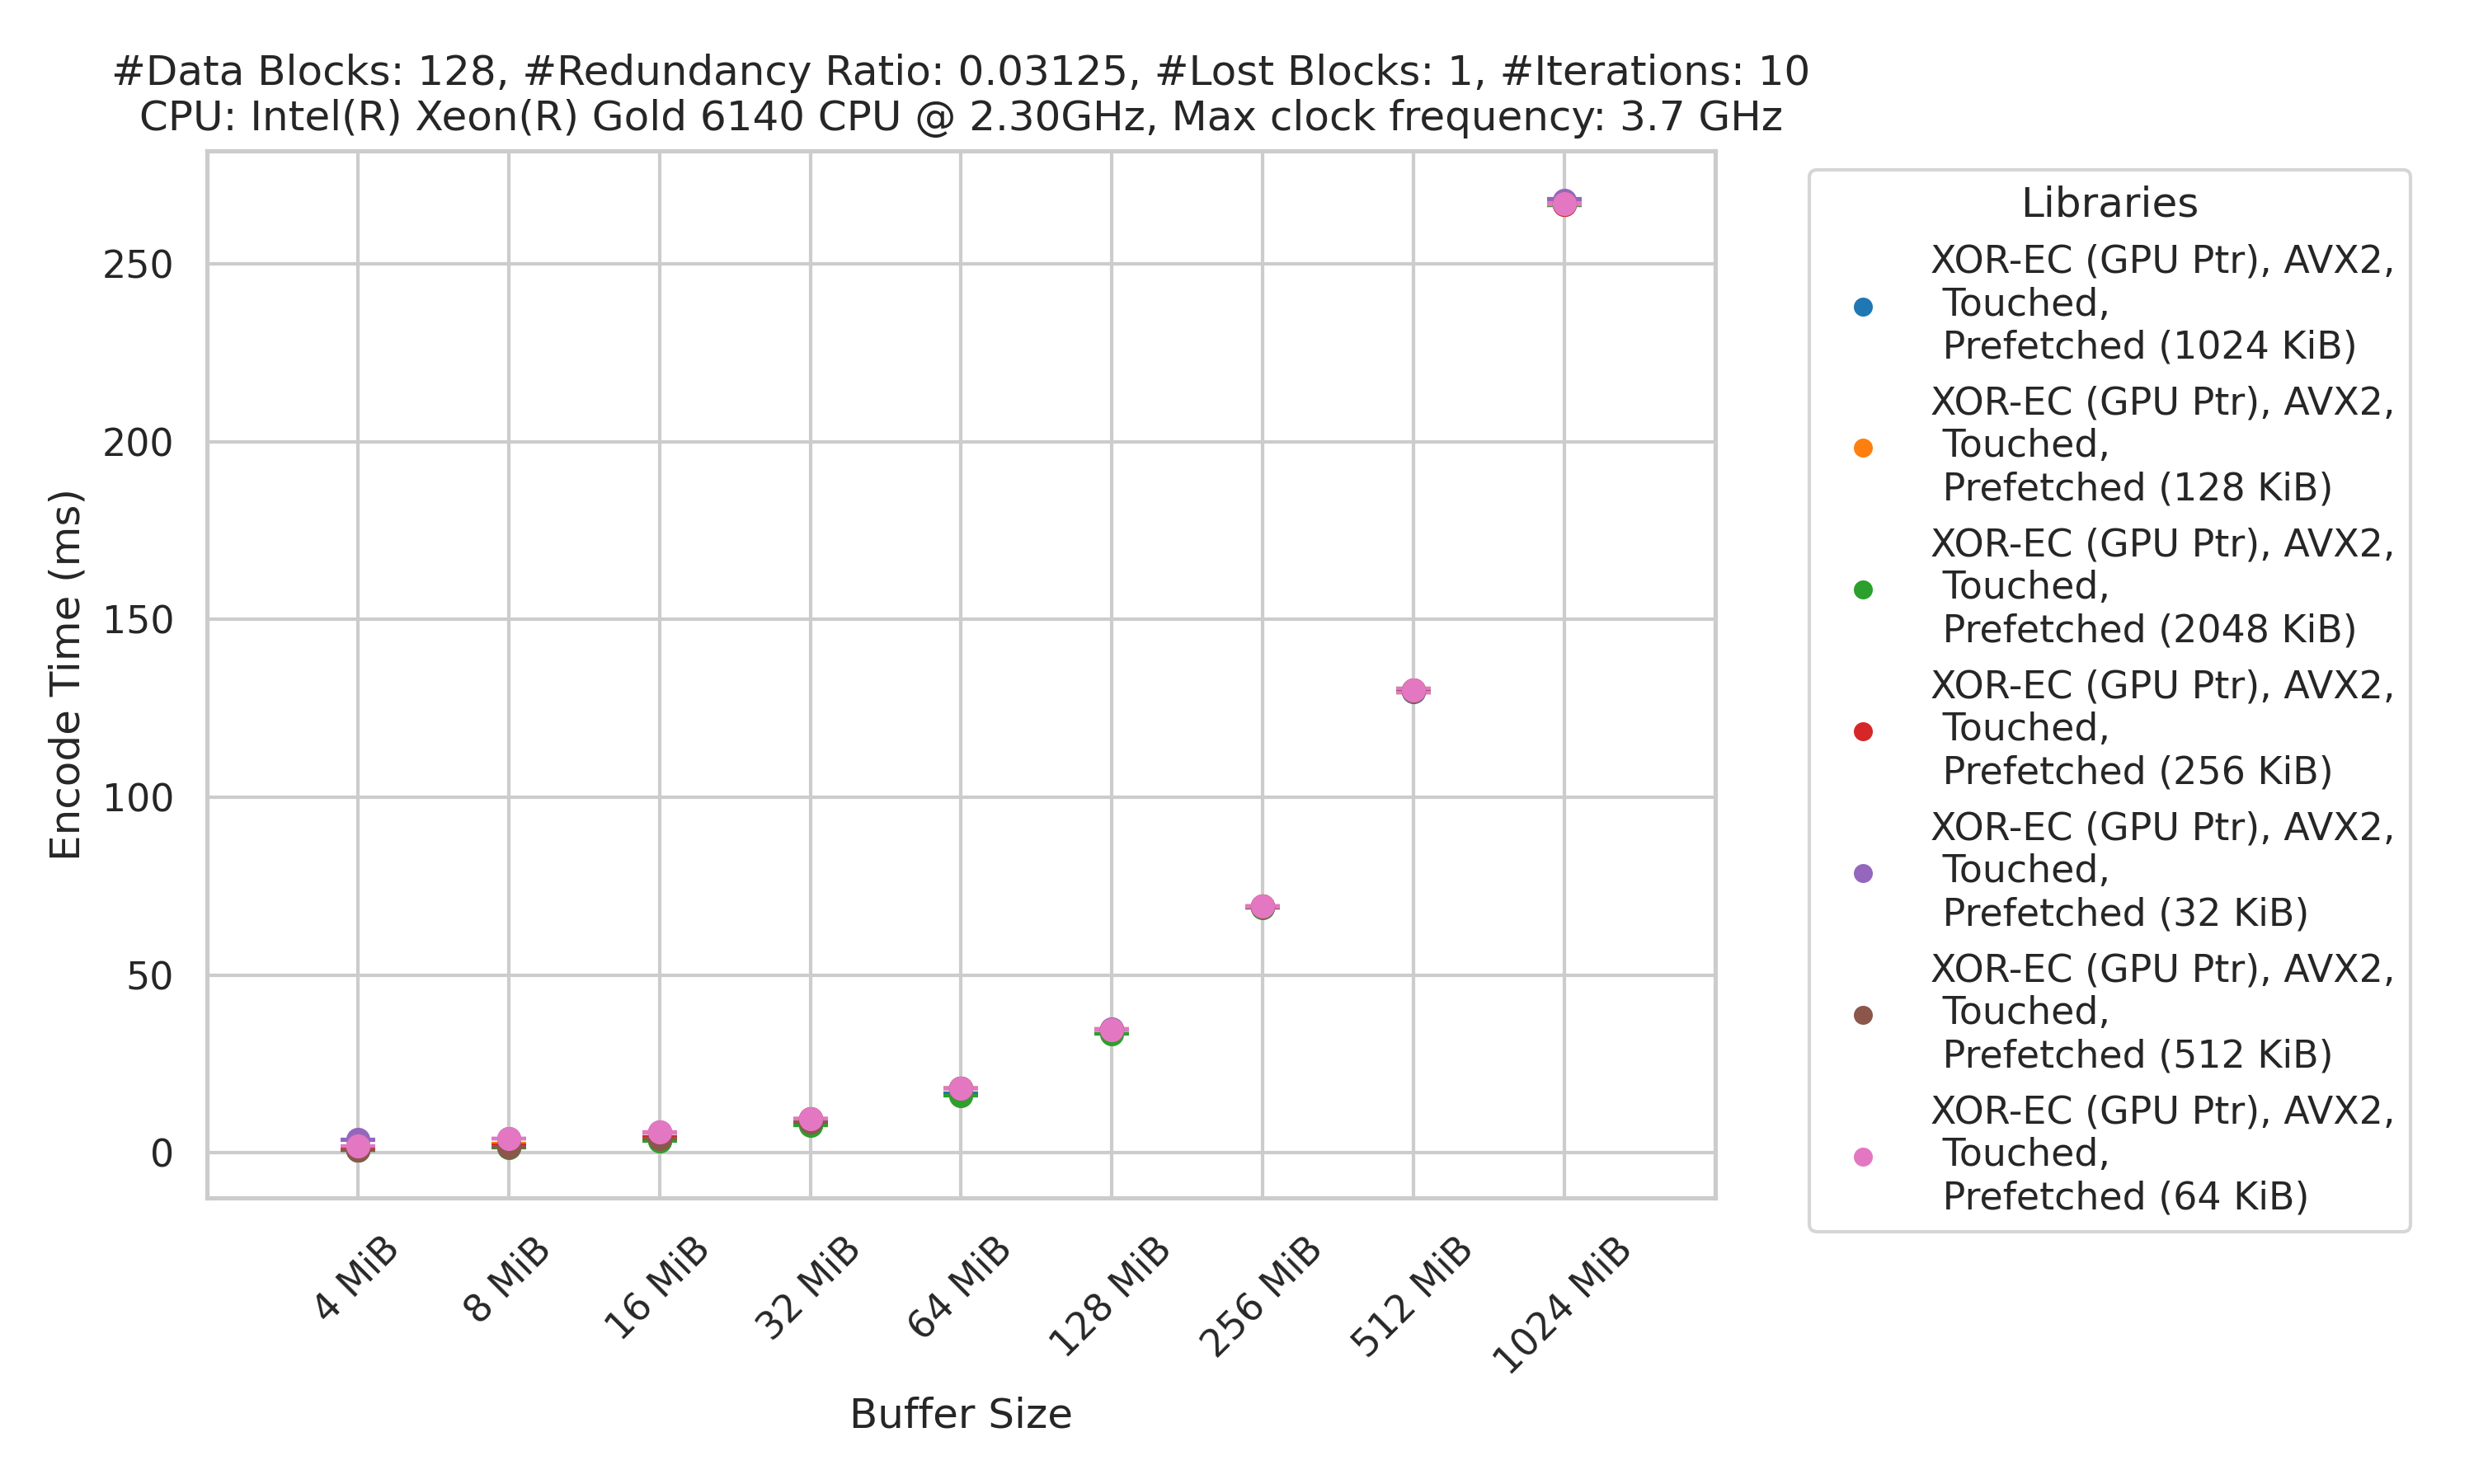 #Data Blocks: 128, #Redundancy Ratio: 0.03125, #Lost Blocks: 1, #Iterations: 10
CPU: Intel(R) Xeon(R) Gold 6140 CPU @ 2.30GHz, Max clock frequency: 3.7 GHz
Encode Time (ms)
250
200
150
100
50
0
4 MiB
8 MiB
16 MiB
32 MiB
64 MiB
128 MiB
256 MiB
512 MiB
1024 MiB
Buffer Size
Libraries
XOR-EC (GPU Ptr), AVX2,
Touched,
Prefetched (1024 KiB)
XOR-EC (GPU Ptr), AVX2,
Touched,
Prefetched (128 KiB)
XOR-EC (GPU Ptr), AVX2,
Touched,
Prefetched (2048 KiB)
XOR-EC (GPU Ptr), AVX2,
Touched,
Prefetched (256 KiB)
XOR-EC (GPU Ptr), AVX2,
Touched,
Prefetched (32 KiB)
XOR-EC (GPU Ptr), AVX2,
Touched,
Prefetched (512 KiB)
XOR-EC (GPU Ptr), AVX2,
Touched,
Prefetched (64 KiB)